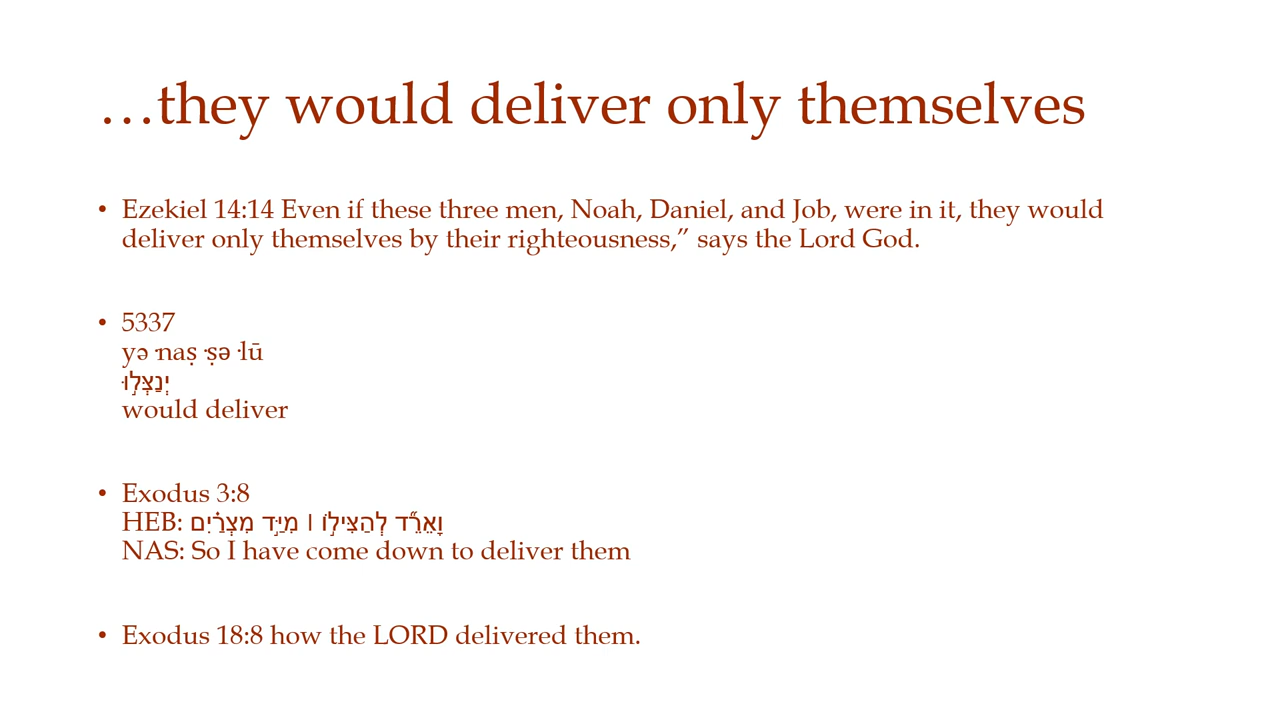 …they would deliver only themselves
• Ezekiel 14:14 Even if these three men, Noah, Daniel, and Job, were in it, they would
deliver only themselves by their righteousness,” says the Lord God.
• 5337
yə·naṣ·ṣə·lū
יְנַצְּל֣וּ
would deliver
• Exodus 3:8
HEB: וָאֵרֵ֞ד לְהַצִּיל֣וֹ ׀ מִיַּ֣ד מִצְרַ֗יִם
NAS: So I have come down to deliver them
• Exodus 18:8 how the LORD delivered them.